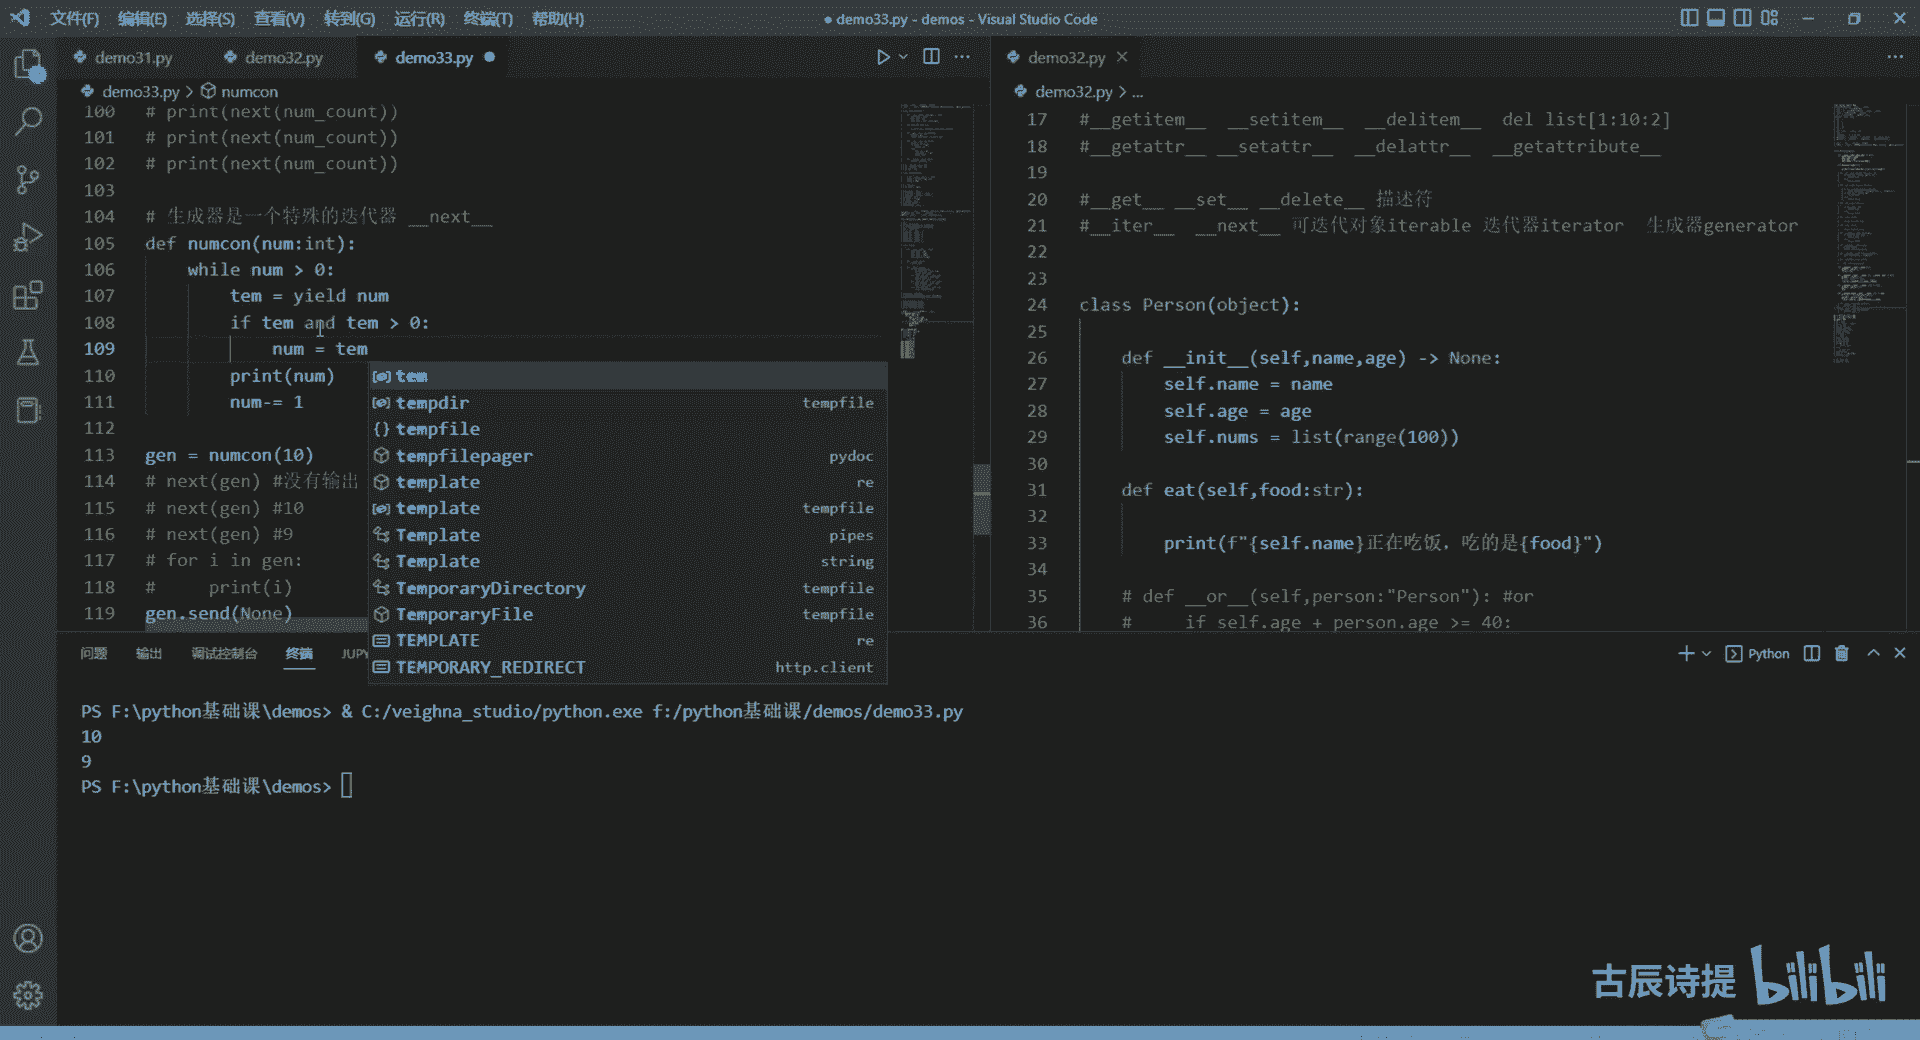 文件(F) 编辑(E) 选择(S) 查看(V) 转到(G) 运行(R) 终端(T) 帮助(H)
● demo33.py - demos - Visual Studio Code
demo31.py
demo32.py
demo33.py ●
demo33.py > numcon
100 # print(next(num_count))
101 # print(next(num_count))
102 # print(next(num_count))
103
104 # 生成器是一个特殊的迭代器 __next__
105 def numcon(num:int):
106 while num > 0:
107 tem = yield num
108 if tem and tem > 0:
109 num = tem
110 print(num)
111 num-= 1
112
113 gen = numcon(10)
114 # next(gen) #没有输出
115 # next(gen) #10
116 # next(gen) #9
117 # for i in gen:
118 # print(i)
119 gen.send(None)
tem
tempdir tempfile
tempfile
tempfilepager pydoc
template re
template tempfile
Template pipes
Template string
TemporaryDirectory tempfile
TemporaryFile tempfile
TEMPLATE re
TEMPORARY_REDIRECT http.client
demo32.py
demo32.py > ...
17 #__getitem__ __setitem__ __delitem__ del list[1:10:2]
18 #__getattr__ __setattr__ __delattr__ __getattribute__
19
20 #__get__ __set__ __delete__ 描述符
21 #__iter__ __next__ 可迭代对象iterable 迭代器iterator 生成器generator
22
23
24 class Person(object):
25
26 def __init__(self,name,age) -> None:
27 self.name = name
28 self.age = age
29 self.nums = list(range(100))
30
31 def eat(self,food:str):
32
33 print(f"{self.name}正在吃饭，吃的是{food}")
34
35 # def __or__(self,person:"Person"): #or
36 # if self.age + person.age >= 40:
问题 输出 调试控制台 终端 JUPY
Python
PS F:\python基础课\demos> & C:/veighna_studio/python.exe f:/python基础课/demos/demo33.py
10
9
PS F:\python基础课\demos>
古辰诗提 bilibili